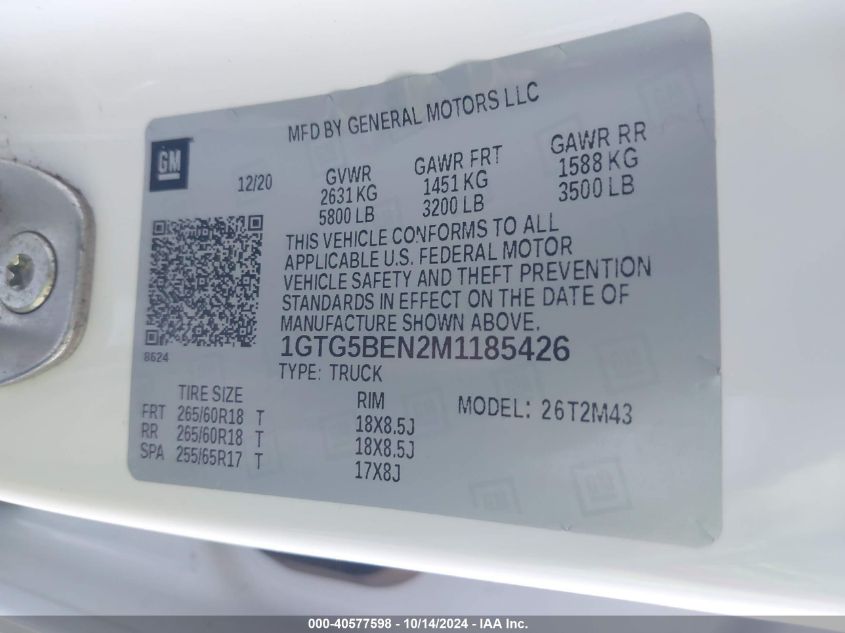 MFD BY GENERAL MOTORS LLC
GM
12/20
GVWR GAWR FRT GAWR RR
2631 KG 1451 KG 1588 KG
5800 LB 3200 LB 3500 LB
THIS VEHICLE CONFORMS TO ALL
APPLICABLE U.S. FEDERAL MOTOR
VEHICLE SAFETY AND THEFT PREVENTION
STANDARDS IN EFFECT ON THE DATE OF
MANUFACTURE SHOWN ABOVE.
8624
1GTG5BEN2M1185426
TYPE: TRUCK
TIRE SIZE RIM MODEL: 26T2M43
FRT 265/60R18 T 18X8.5J
RR 265/60R18 T 18X8.5J
SPA 255/65R17 T 17X8J
000-40577598 - 10/14/2024 - IAA Inc.